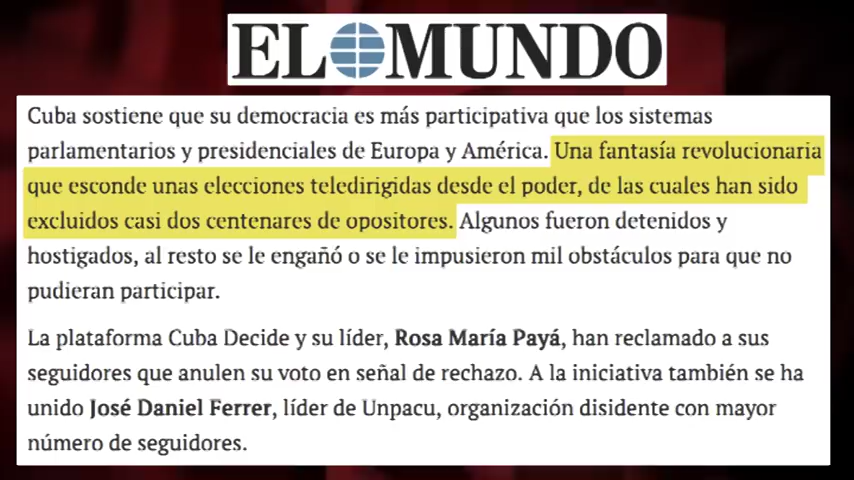 EL MUNDO
Cuba sostiene que su democracia es más participativa que los sistemas
parlamentarios y presidenciales de Europa y América. Una fantasía revolucionaria
que esconde unas elecciones teledirigidas desde el poder, de las cuales han sido
excluidos casi dos centenares de opositores. Algunos fueron detenidos y
hostigados, al resto se le engañó o se le impusieron mil obstáculos para que no
pudieran participar.
La plataforma Cuba Decide y su líder, Rosa María Payá, han reclamado a sus
seguidores que anulen su voto en señal de rechazo. A la iniciativa también se ha
unido José Daniel Ferrer, líder de Unpacu, organización disidente con mayor
número de seguidores.